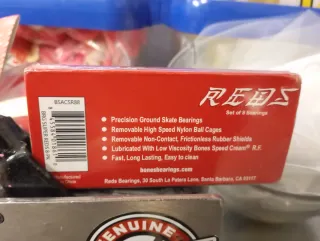 BSACSR88
REDS
Set of 8 Bearings
Precision Ground Skate Bearings
Removable High Speed Nylon Ball Cages
Removable Non-Contact, Frictionless Rubber Shields
Lubricated With Low Viscosity Bones Speed Cream® R.F.
Fast, Long Lasting, Easy to clean
bonesbearings.com
Reds Bearings, 30 South La Patera Lane, Santa Barbara, CA 93117
GENUINE